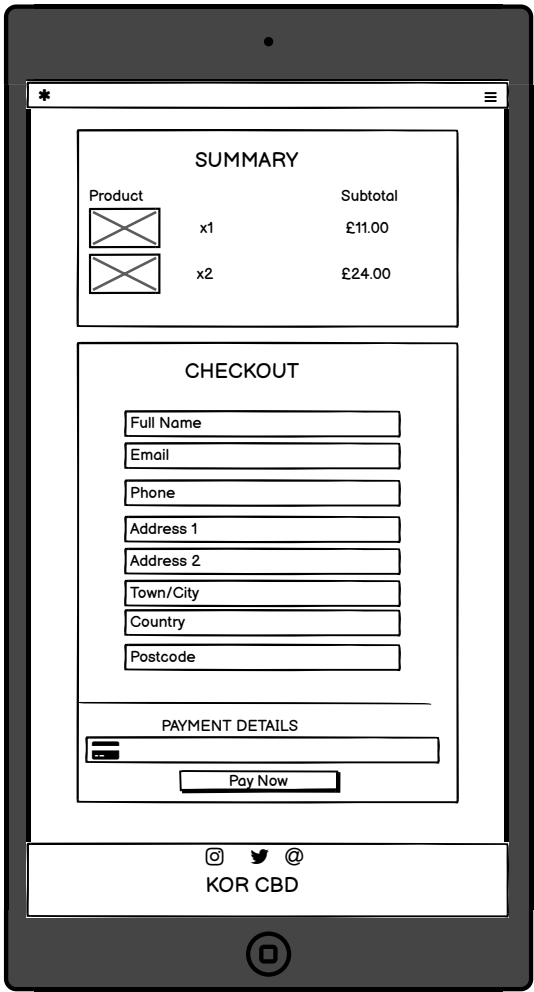 SUMMARY
Product Subtotal
x1 £11.00
x2 £24.00
CHECKOUT
Full Name
Email
Phone
Address 1
Address 2
Town/City
Country
Postcode
PAYMENT DETAILS
Pay Now
@
KOR CBD